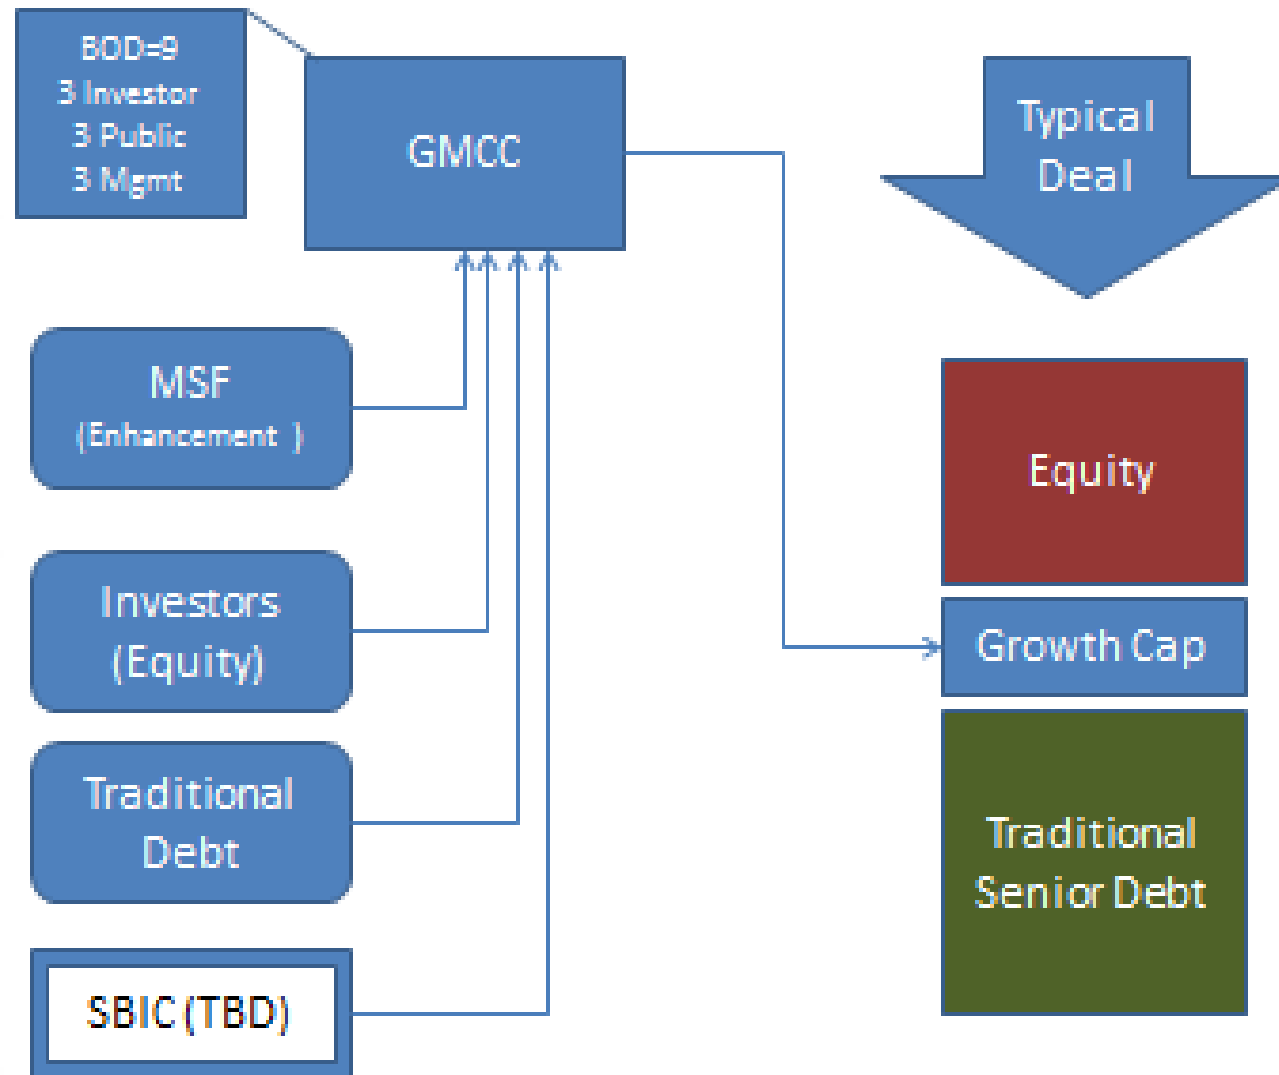 BOD=9
3 Investor
3 Public
3 Mgmt
GMCC
Typical
Deal
MSF
(Enhancement )
Investors
(Equity)
Traditional
Debt
SBIC (TBD)
Equity
Growth Cap
Traditional
Senior Debt